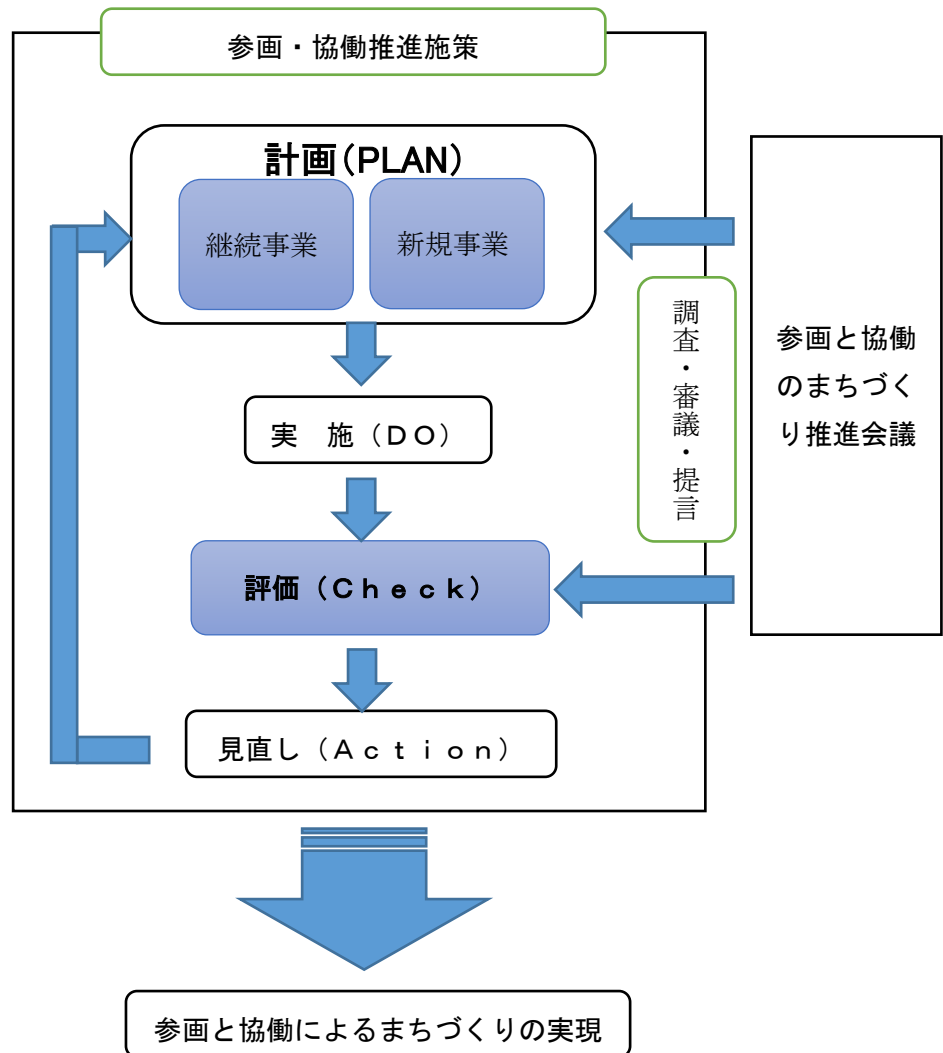 参画・協働推進施策
計画(PLAN)
継続事業
新規事業
実　施（ＤＯ）
評価（Ｃｈｅｃｋ）
見直し（Ａｃｔｉｏｎ）
調査・審議・提言
参画と協働
のまちづく
り推進会議
参画と協働によるまちづくりの実現